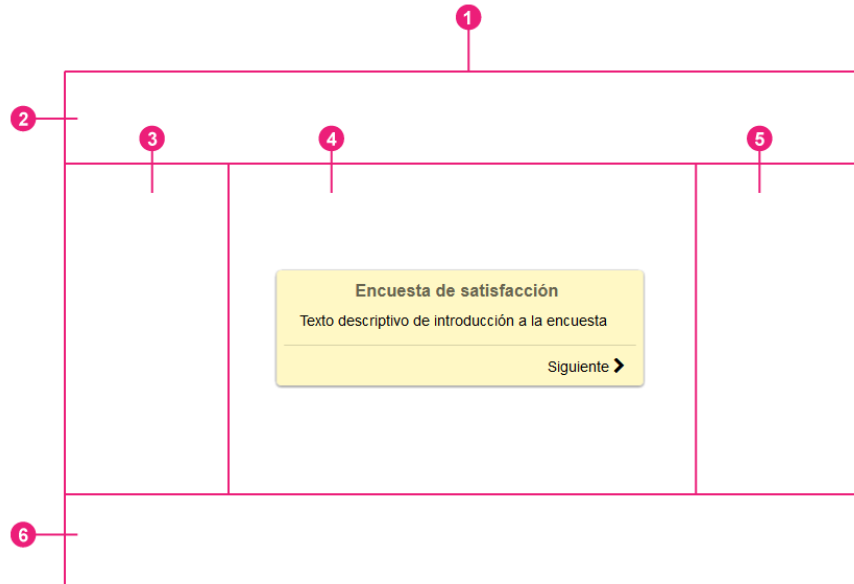 1
2
3
4
5
Encuesta de satisfacción
Texto descriptivo de introducción a la encuesta
Siguiente
6